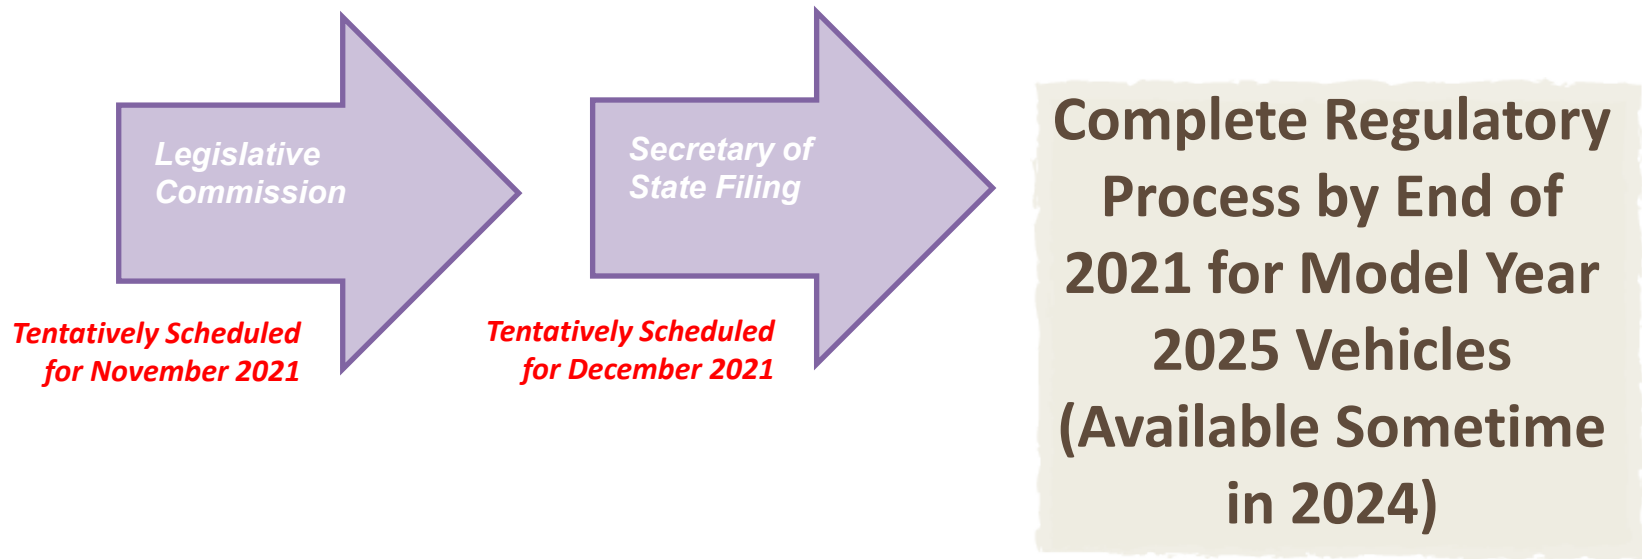 Legislative
Commission
Tentatively Scheduled
for November 2021
Secretary of
State Filing
Tentatively Scheduled
for December 2021
Complete Regulatory
Process by End of
2021 for Model Year
2025 Vehicles
(Available Sometime
in 2024)